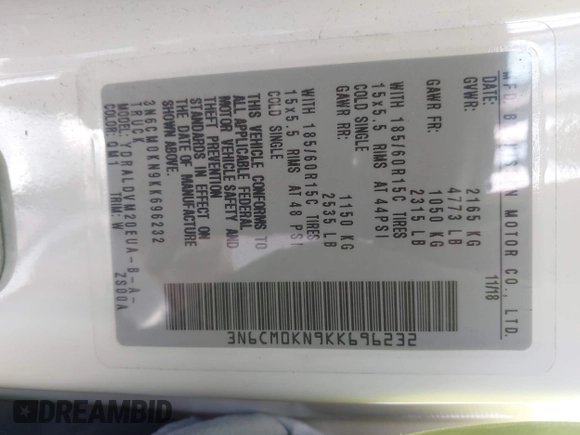 MFD. B NISSAN MOTOR CO., LTD.
DATE: 11/18
GVWR: 2165 KG
4773 LB
GAWR FR: 1050 KG
2315 LB
WITH 185/60R15C TIRES
15x5.5 RIMS AT 44PSI
COLD SINGLE
GAWR RR: 1150 KG
2535 LB
WITH 185/60R15C TIRES
15x5.5 RIMS AT 48 PSI
COLD SINGLE
THIS VEHICLE CONFORMS TO
ALL APPLICABLE FEDERAL
MOTOR VEHICLE SAFETY AND
THEFT PREVENTION
STANDARDS IN EFFECT ON
THE DATE OF MANUFACTURE
SHOWN ABOVE.
3N6CM0KN9KK696232
TRUCK
YDRALDVM20EUA-B-A-
COLOR: QM1 TRIM: W 2S00A
3N6CM0KN9KK696232
DREAMBID